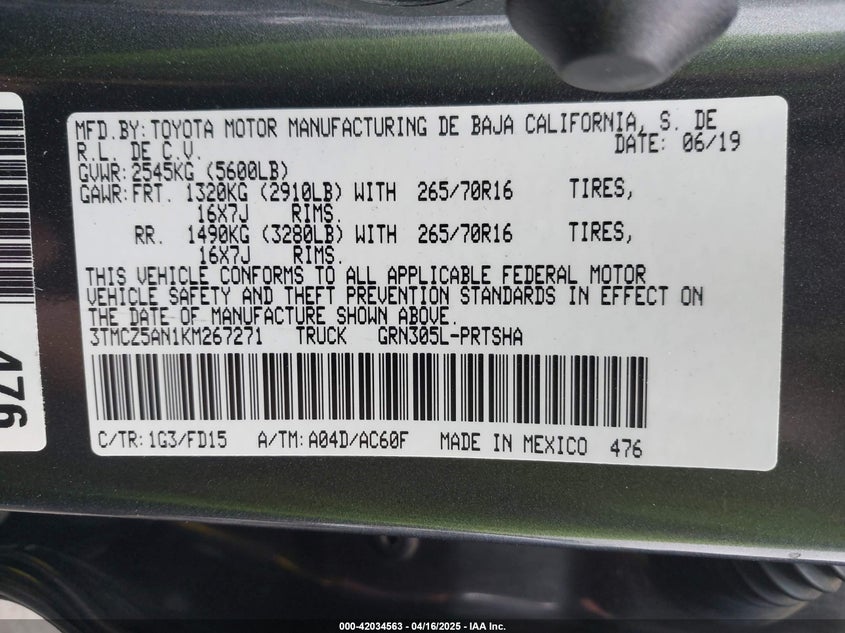 MFD.BY:TOYOTA MOTOR MANUFACTURING DE BAJA CALIFORNIA, S. DE
R.L. DE C.V. DATE: 06/19
GVWR:2545KG (5600LB)
GAWR:FRT. 1320KG (2910LB) WITH 265/70R16 TIRES,
16X7J RIMS.
RR. 1490KG (3280LB) WITH 265/70R16 TIRES,
16X7J RIMS.
THIS VEHICLE CONFORMS TO ALL APPLICABLE FEDERAL MOTOR
VEHICLE SAFETY AND THEFT PREVENTION STANDARDS IN EFFECT ON
THE DATE OF MANUFACTURE SHOWN ABOVE.
3TMCZ5AN1KM267271 TRUCK GRN305L-PRTSHA
C/TR:1G3/FD15 A/TM:A04D/AC60F MADE IN MEXICO 476
476
000-42034563 - 04/16/2025 - IAA Inc.